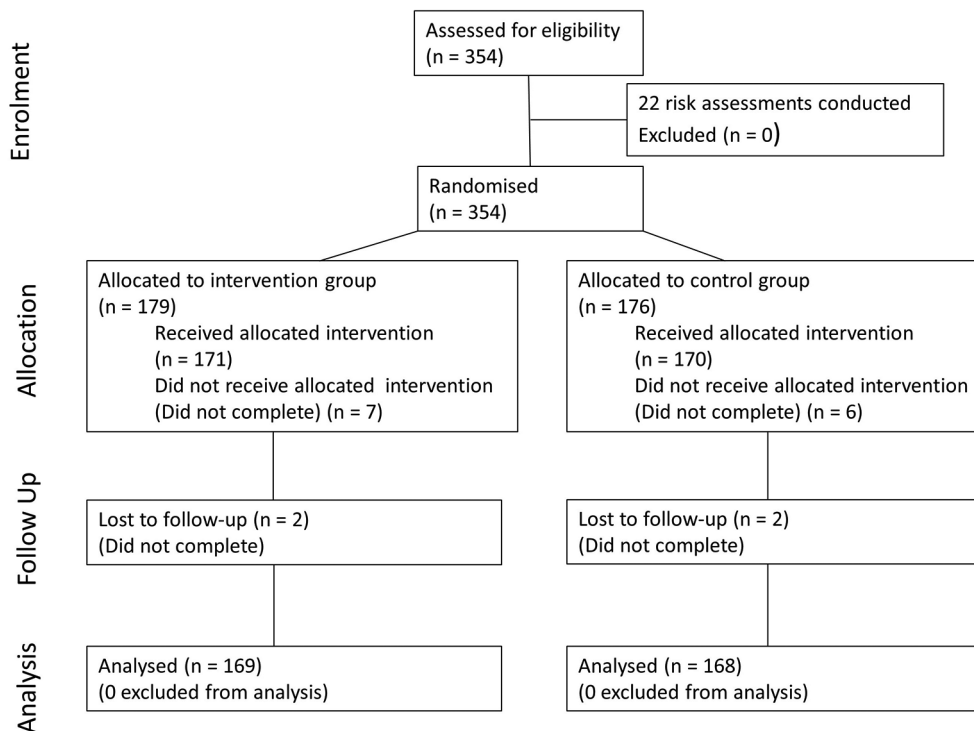 Enrolment
Assessed for eligibility
(n = 354)
22 risk assessments conducted
Excluded (n = 0)
Randomised
(n = 354)
Allocation
Allocated to intervention group
(n = 179)
Received allocated intervention
(n = 171)
Did not receive allocated intervention
(Did not complete) (n = 7)
Allocated to control group
(n = 176)
Received allocated intervention
(n = 170)
Did not receive allocated intervention
(Did not complete) (n = 6)
Follow Up
Lost to follow-up (n = 2)
(Did not complete)
Lost to follow-up (n = 2)
(Did not complete)
Analysis
Analysed (n = 169)
(0 excluded from analysis)
Analysed (n = 168)
(0 excluded from analysis)